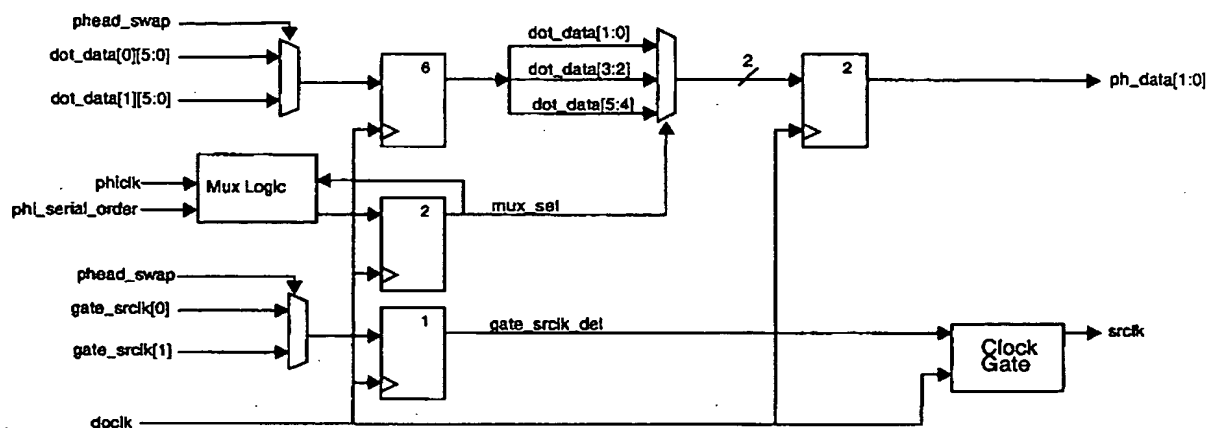 phead_swap
dot_data[0][5:0]
dot_data[1][5:0]
6
dot_data[1:0]
dot_data[3:2]
dot_data[5:4]
2
2
ph_data[1:0]
phiclk
phi_serial_order
Mux Logic
2
mux_sel
phead_swap
gate_srclk[0]
gate_srclk[1]
1
gate_srclk_del
Clock
Gate
srclk
doclk